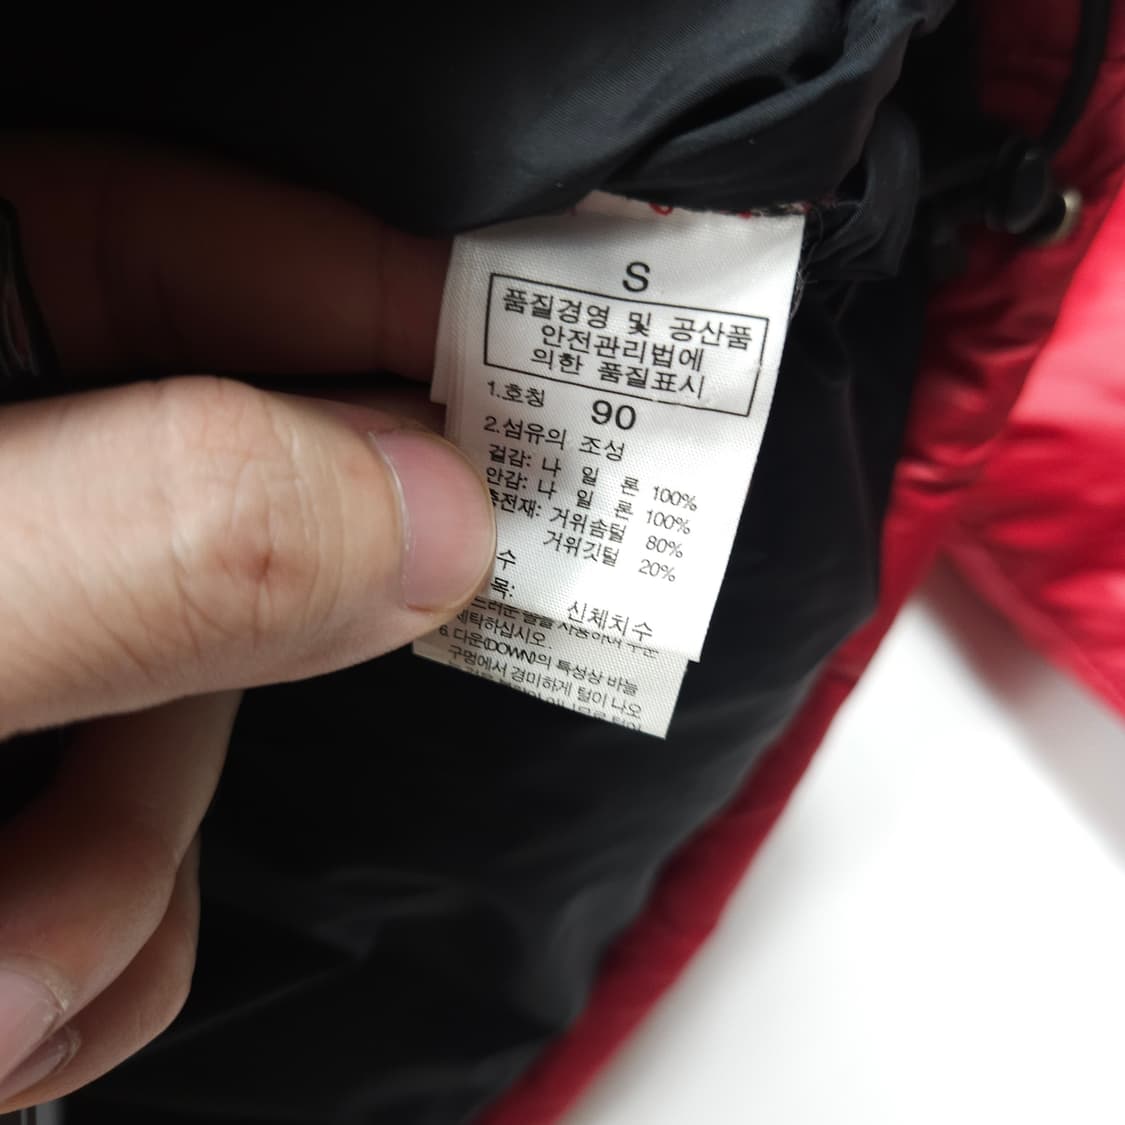 S
품질경영 및 공산품
안전관리법에
의한 품질표시
1.호칭 90
2.섬유의 조성
겉감: 나 일 론 100%
안감: 나 일 론 100%
충전재: 거위솜털 80%
거위깃털 20%
수
목: 신체치수
세탁하십시오.
6. 다운(DOWN)의 특성상 바늘
구멍에서 경미하게 털이 나오